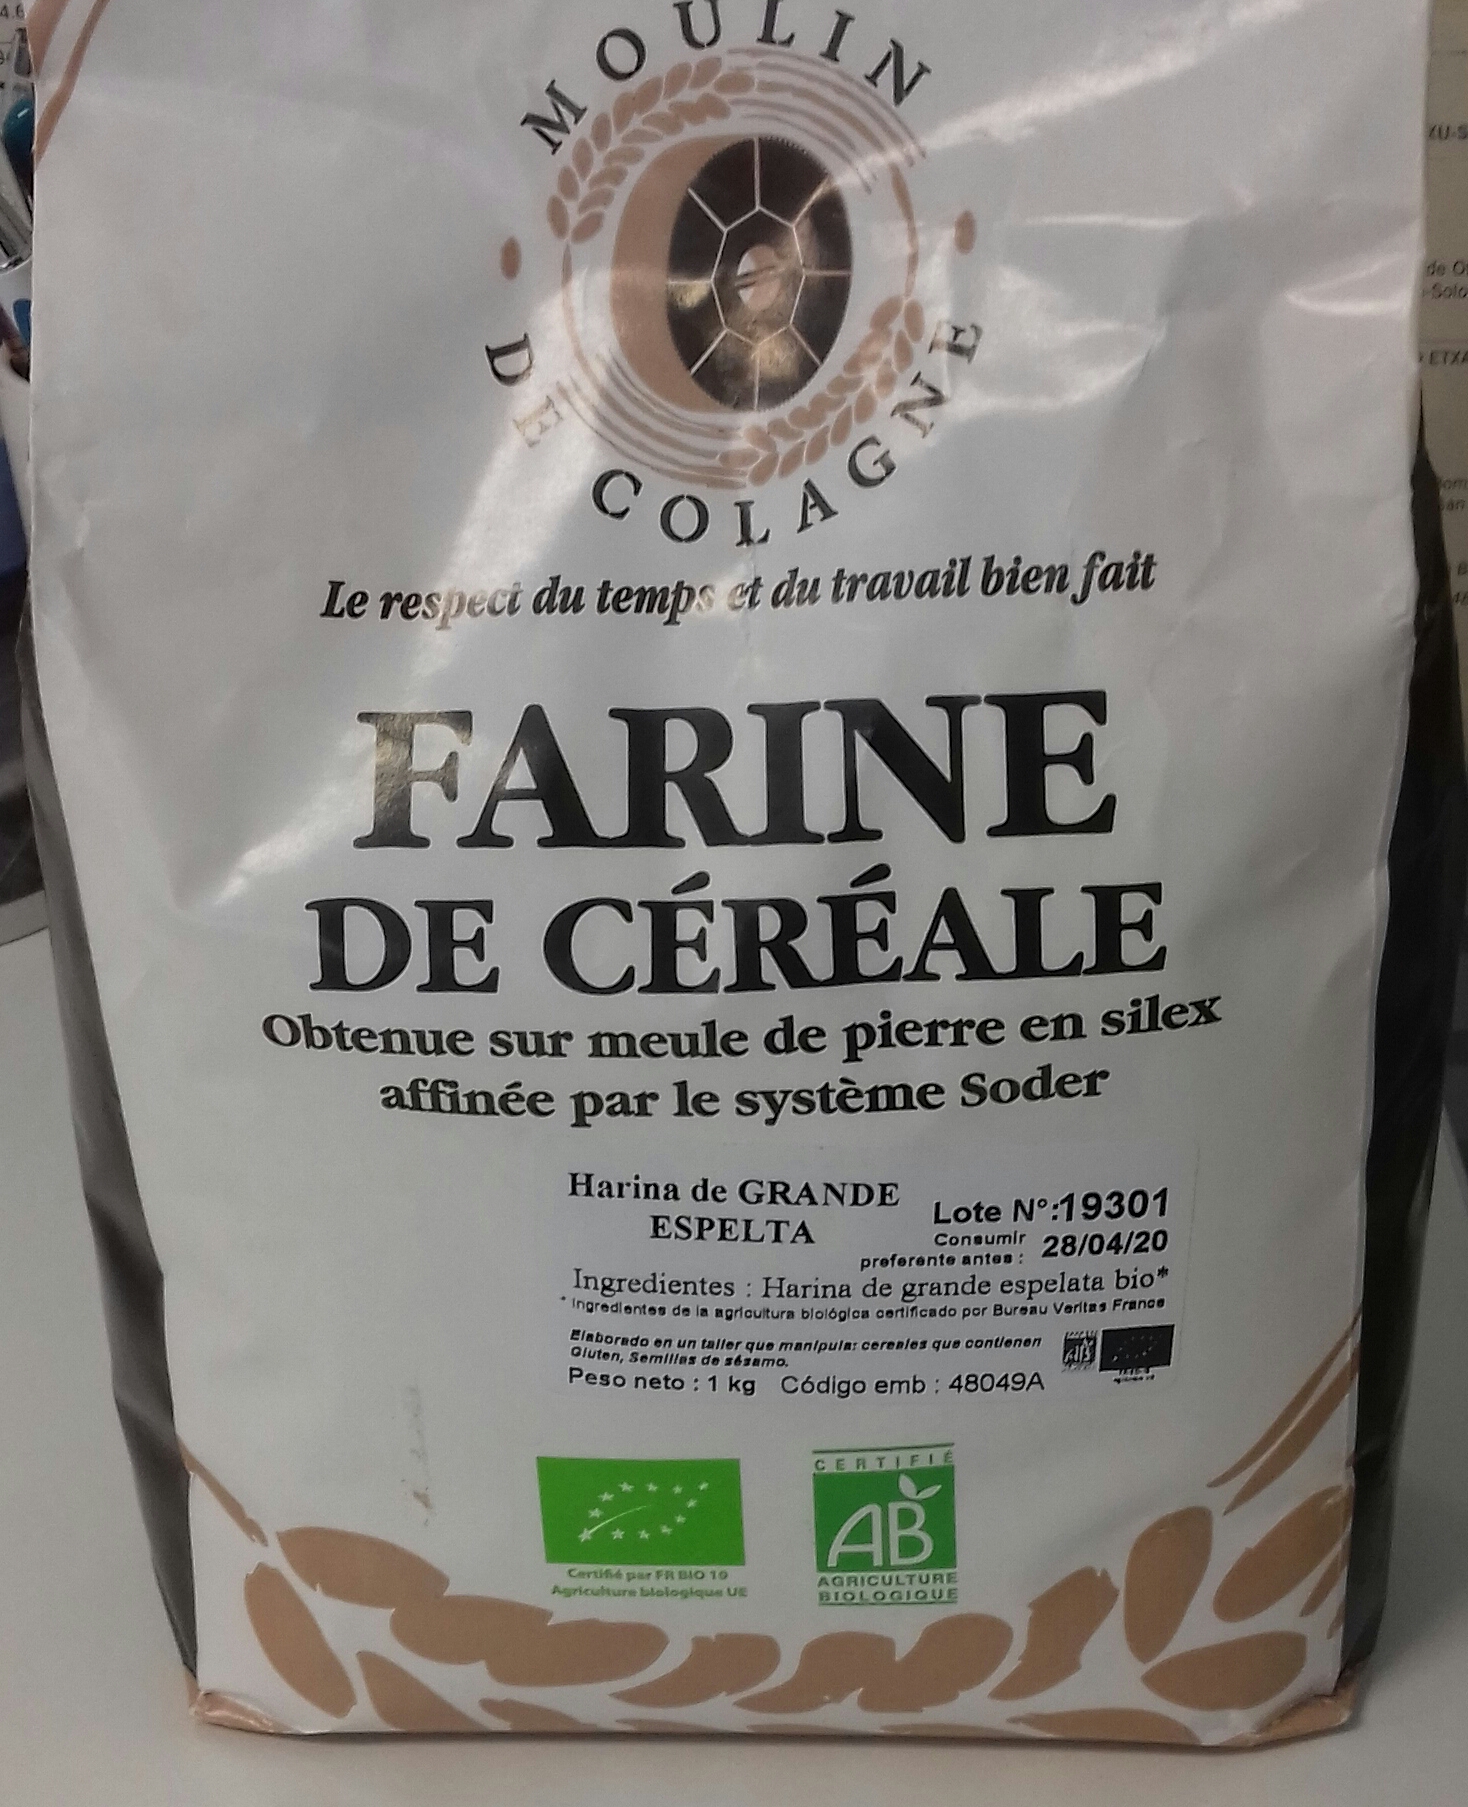 MOULIN
DE COLAGNE
Le respect du temps et du travail bien fait
FARINE
DE CÉRÉALE
Obtenue sur meule de pierre en silex
affinée par le système Soder
Harina de GRANDE
ESPELTA
Lote N°:19301
Consumir
preferente antes : 28/04/20
Ingredientes : Harina de grande espelata bio*
* Ingredientes de la agricultura biológica certificado por Bureau Veritas France
Elaborado en un taller que manipula: cereales que contienen
Gluten, Semillas de sésamo.
Peso neto : 1 kg Código emb : 48049A
Certifié par FR BIO 10
Agriculture biologique UE
CERTIFIÉ
AB
AGRICULTURE
BIOLOGIQUE